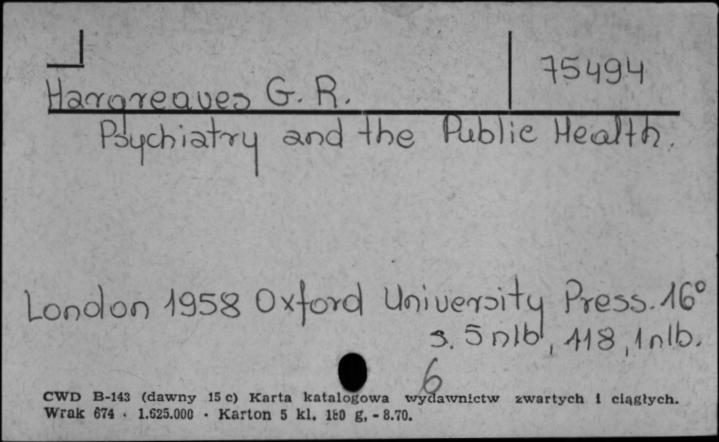 75494
Hargreaves G. R.
Psychiatry and the Public Health.
London 1958 Oxford University Press. 16°
s. 5 nlb, 118, 1 nlb.
6
CWD B-143 (dawny 15 c) Karta katalogowa wydawnictw zwartych i ciągłych.
Wrak 674 · 1.625.000 · Karton 5 kl. 180 g. - 8.70.